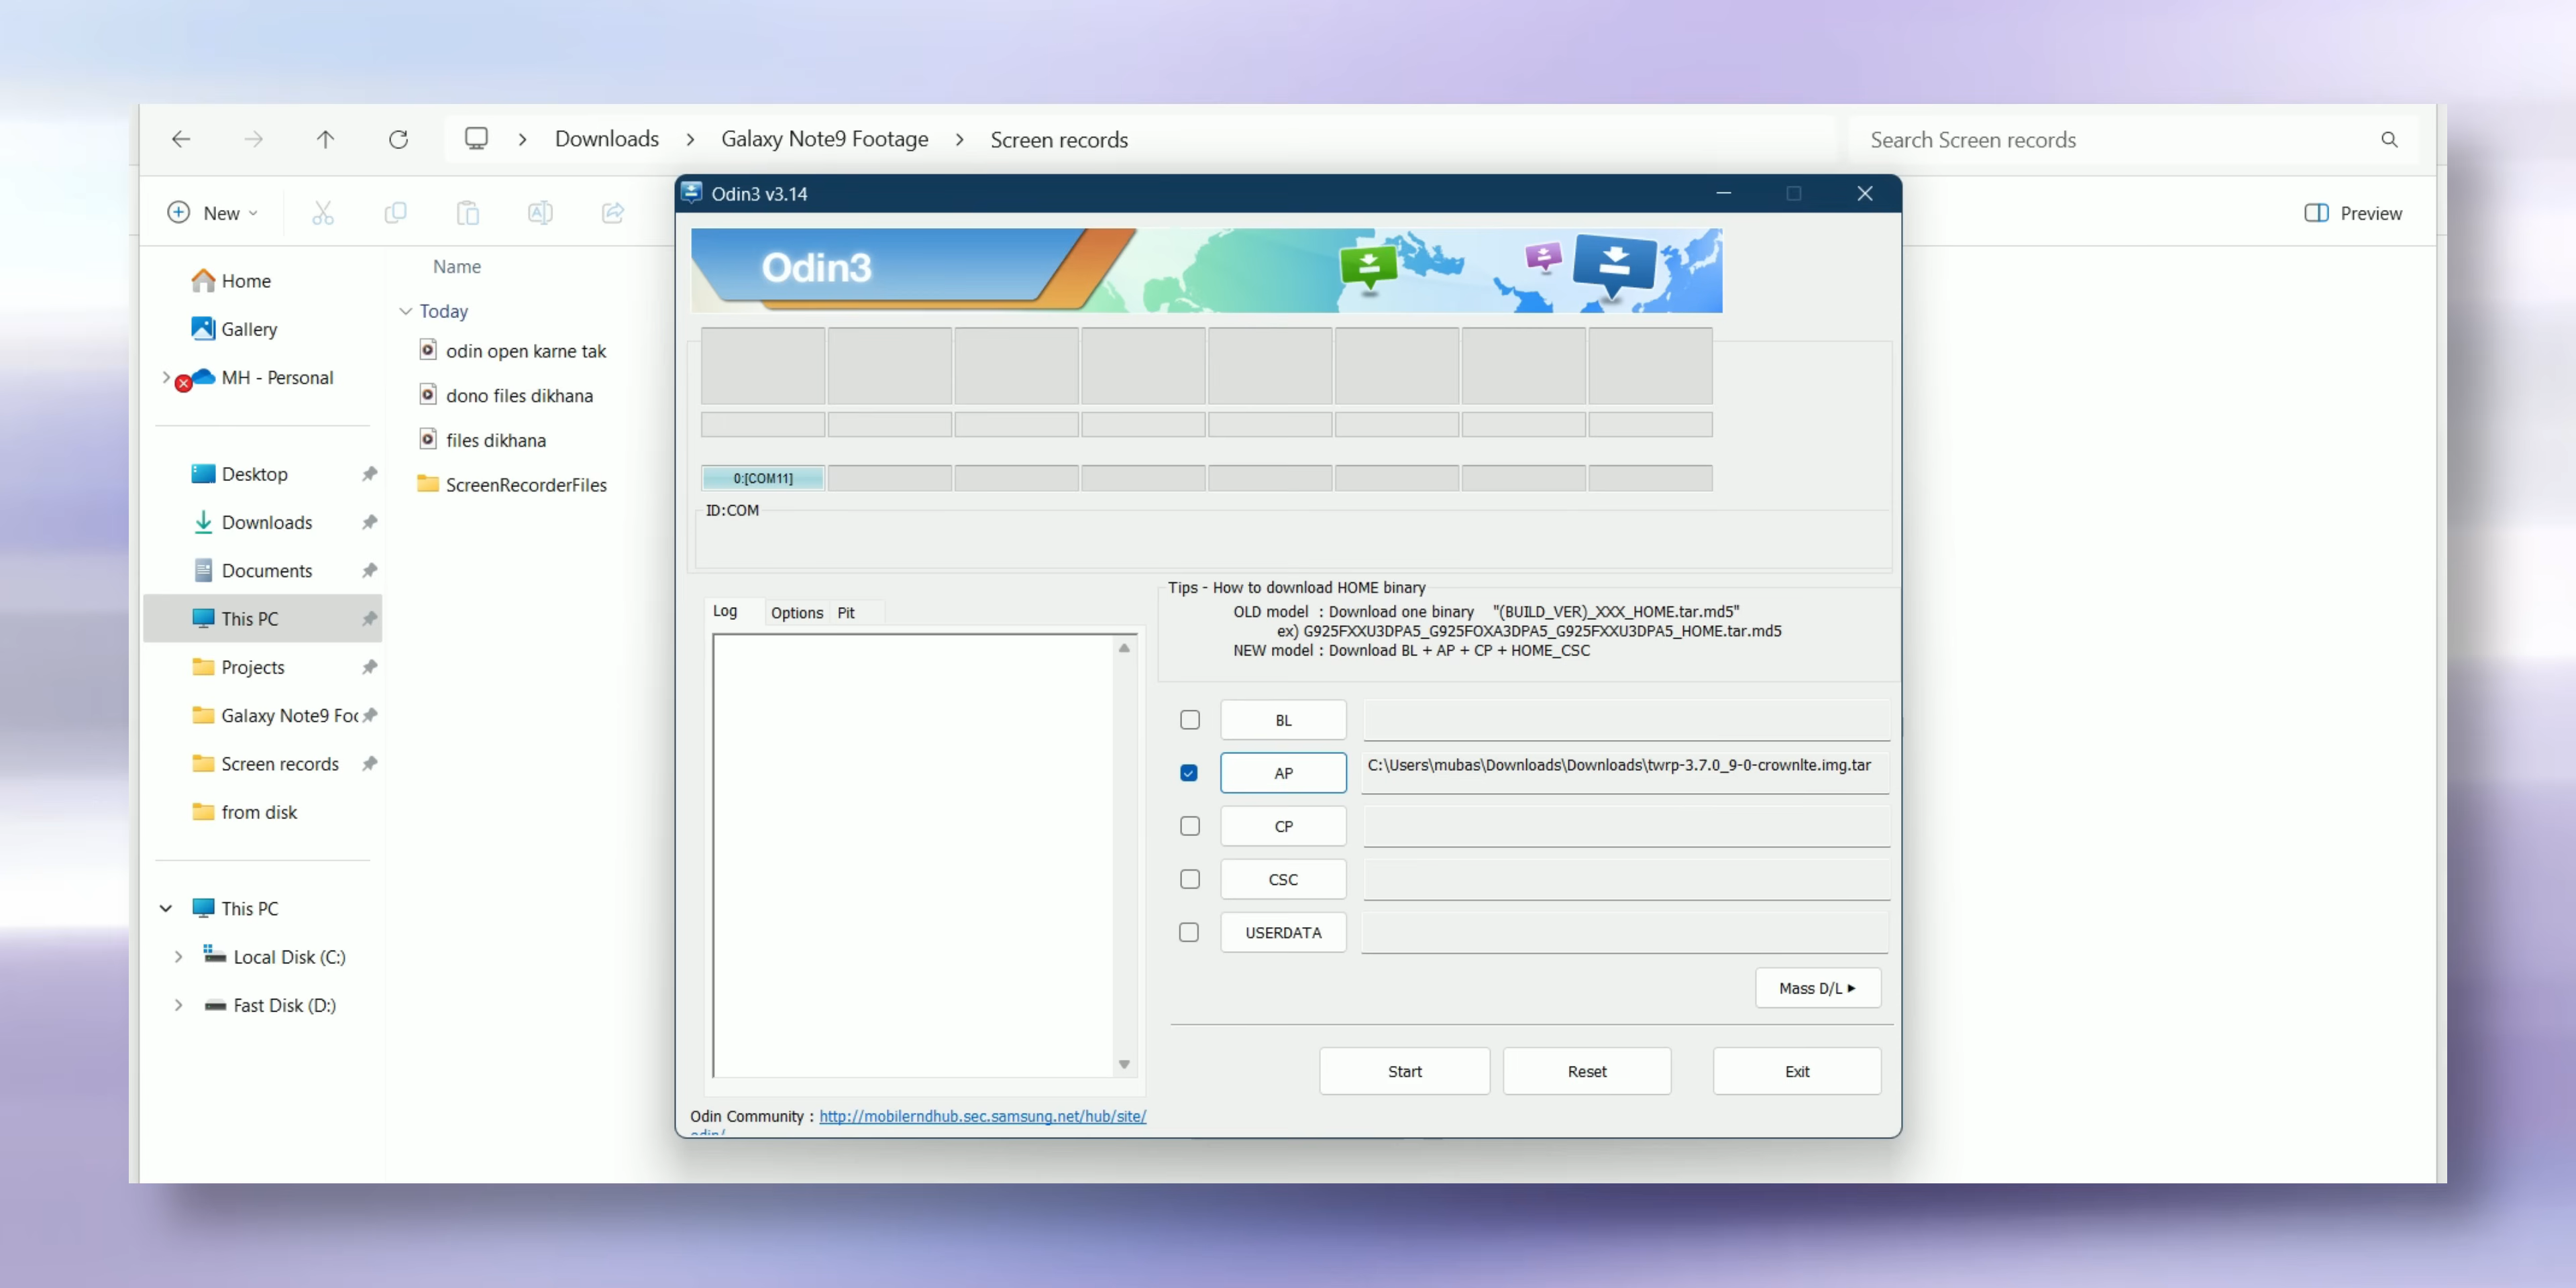 Downloads
Galaxy Note9 Footage
Screen records
Search Screen records
New
Preview
Home
Gallery
MH - Personal
Desktop
Downloads
Documents
This PC
Projects
Galaxy Note9 Foo
Screen records
from disk
This PC
Local Disk (C:)
Fast Disk (D:)
Name
Today
odin open karne tak
dono files dikhana
files dikhana
ScreenRecorderFiles
Odin3 v3.14
Odin3
0:[COM11]
ID:COM
Log
Options
Pit
Tips - How to download HOME binary
OLD model : Download one binary "(BUILD_VER)_XXX_HOME.tar.md5"
ex) G925FXXU3DPA5_G925FOXA3DPA5_G925FXXU3DPA5_HOME.tar.md5
NEW model : Download BL + AP + CP + HOME_CSC
BL
AP
C:\Users\mubas\Downloads\Downloads\twrp-3.7.0_9-0-crownlte.img.tar
CP
CSC
USERDATA
Mass D/L
Start
Reset
Exit
Odin Community : http://mobilerndhub.sec.samsung.net/hub/site/
odin/